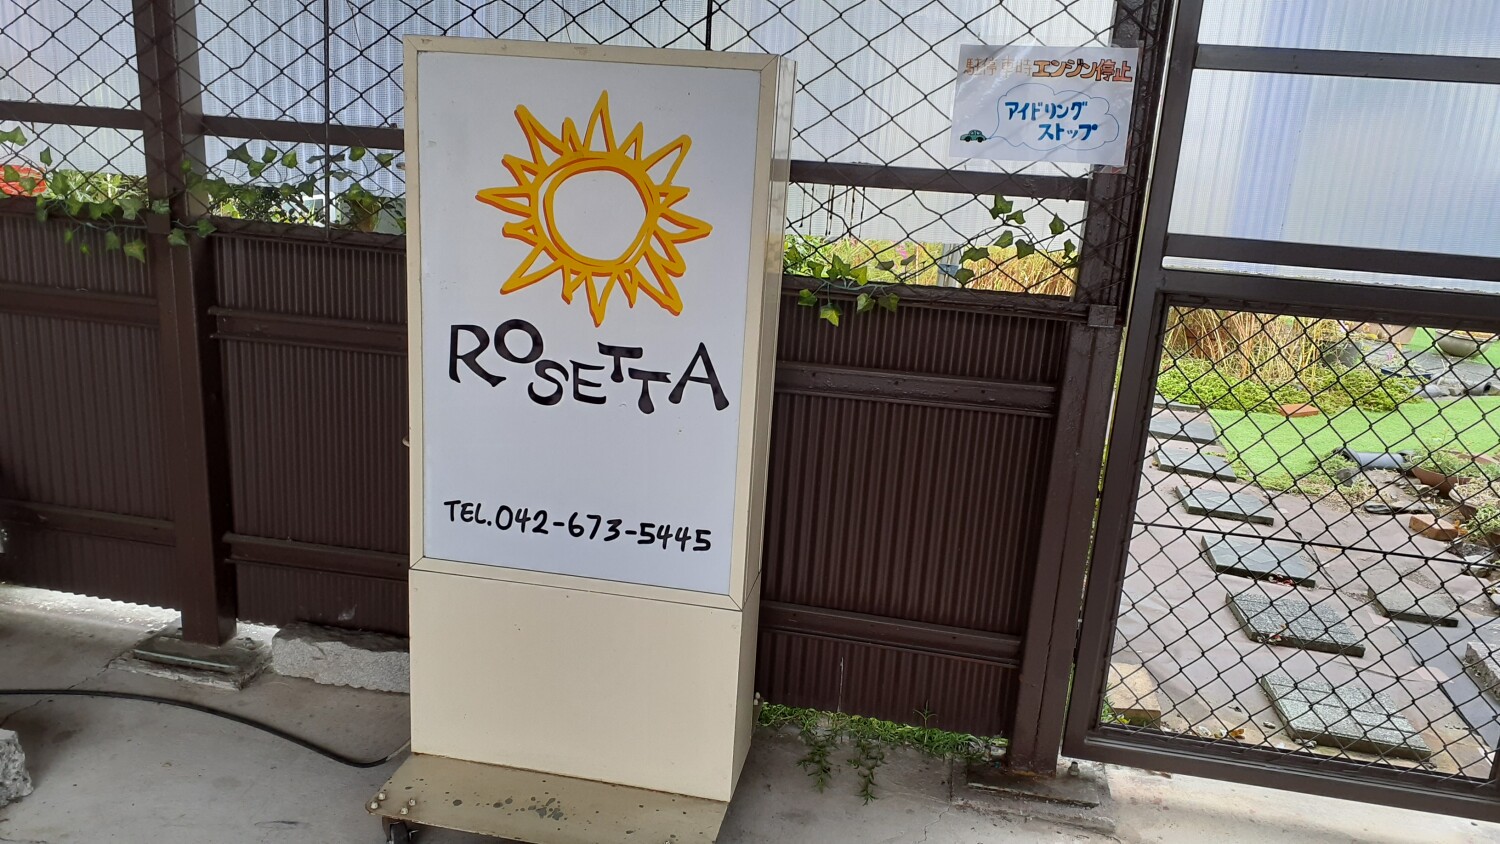 ROSETTA
TEL.042-673-5445
駐停車時エンジン停止
アイドリング
ストップ